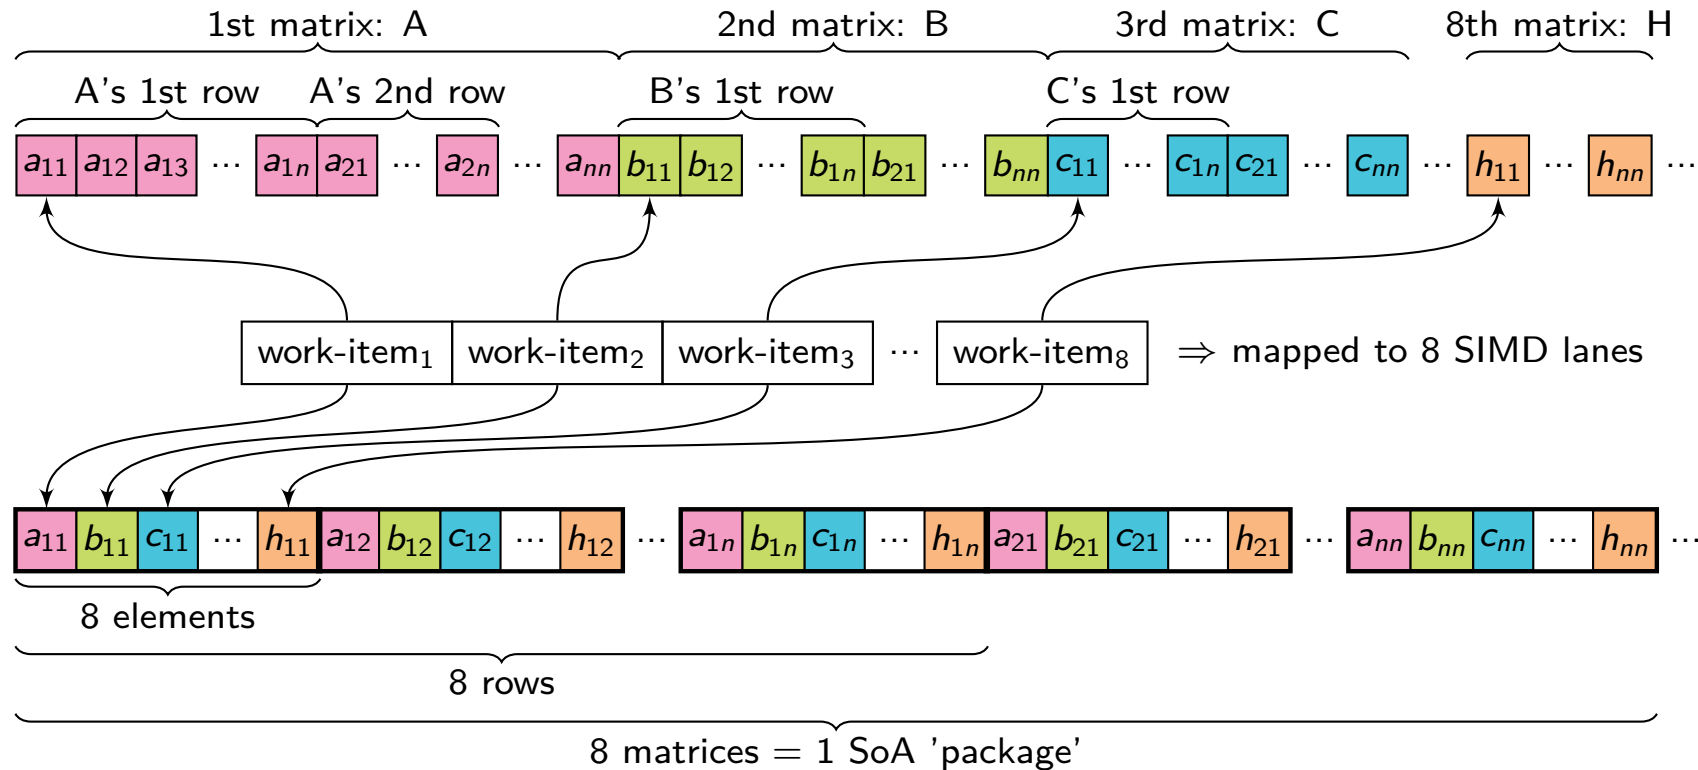 1st matrix: A 2nd matrix: B 3rd matrix: C 8th matrix: H
A's 1st row A's 2nd row B's 1st row C's 1st row
a11 a12 a13 ··· a1n a21 ··· a2n ··· ann b11 b12 ··· b1n b21 ··· bnn c11 ··· c1n c21 ··· cnn ··· h11 ··· hnn ···
work-item1 work-item2 work-item3 ··· work-item8 ⇒ mapped to 8 SIMD lanes
a11 b11 c11 ··· h11 a12 b12 c12 ··· h12 ··· a1n b1n c1n ··· h1n a21 b21 c21 ··· h21 ··· ann bnn cnn ··· hnn ···
8 elements
8 rows
8 matrices = 1 SoA 'package'